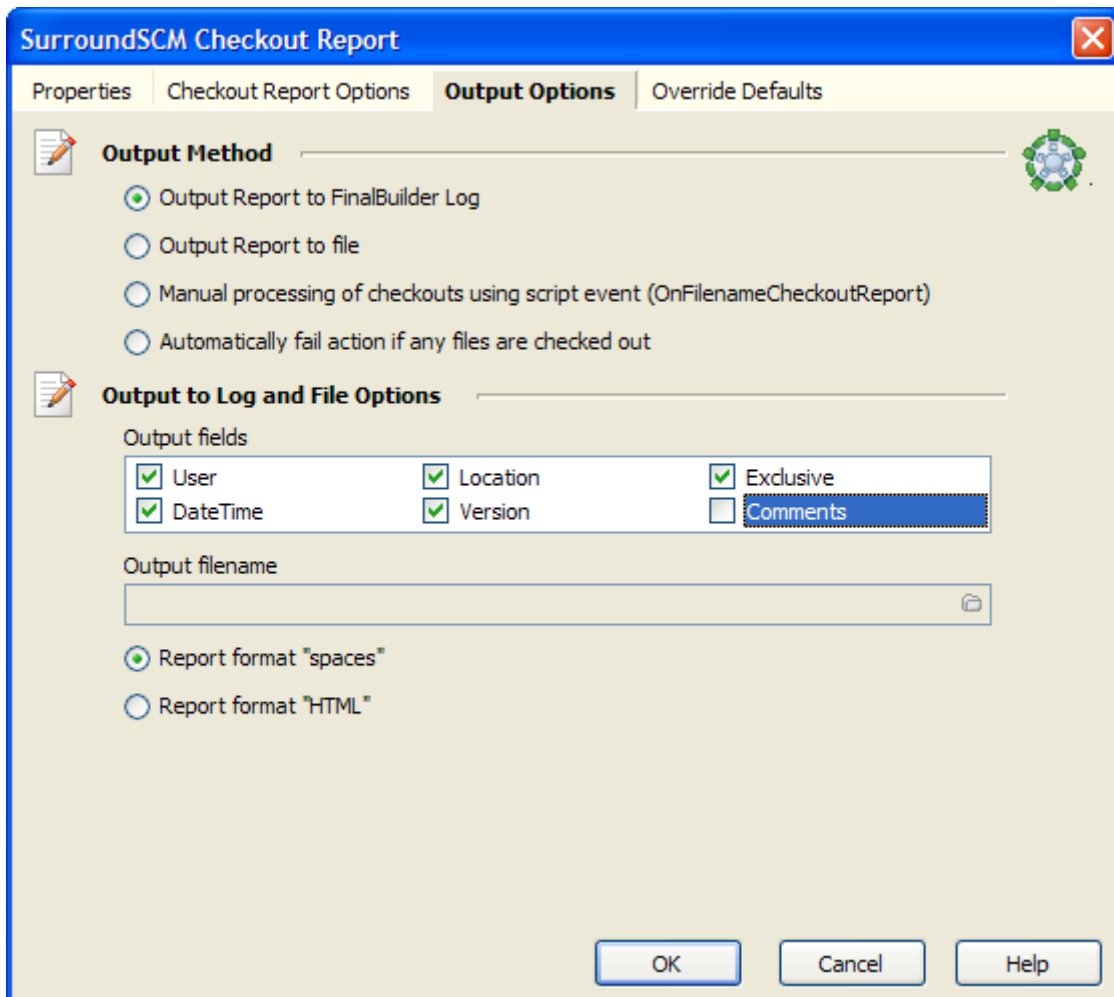 SurroundSCM Checkout Report
Properties Checkout Report Options Output Options Override Defaults
Output Method
Output Report to FinalBuilder Log
Output Report to file
Manual processing of checkouts using script event (OnFilenameCheckoutReport)
Automatically fail action if any files are checked out
Output to Log and File Options
Output fields
User Location Exclusive
DateTime Version Comments
Output filename
Report format "spaces"
Report format "HTML"
OK Cancel Help